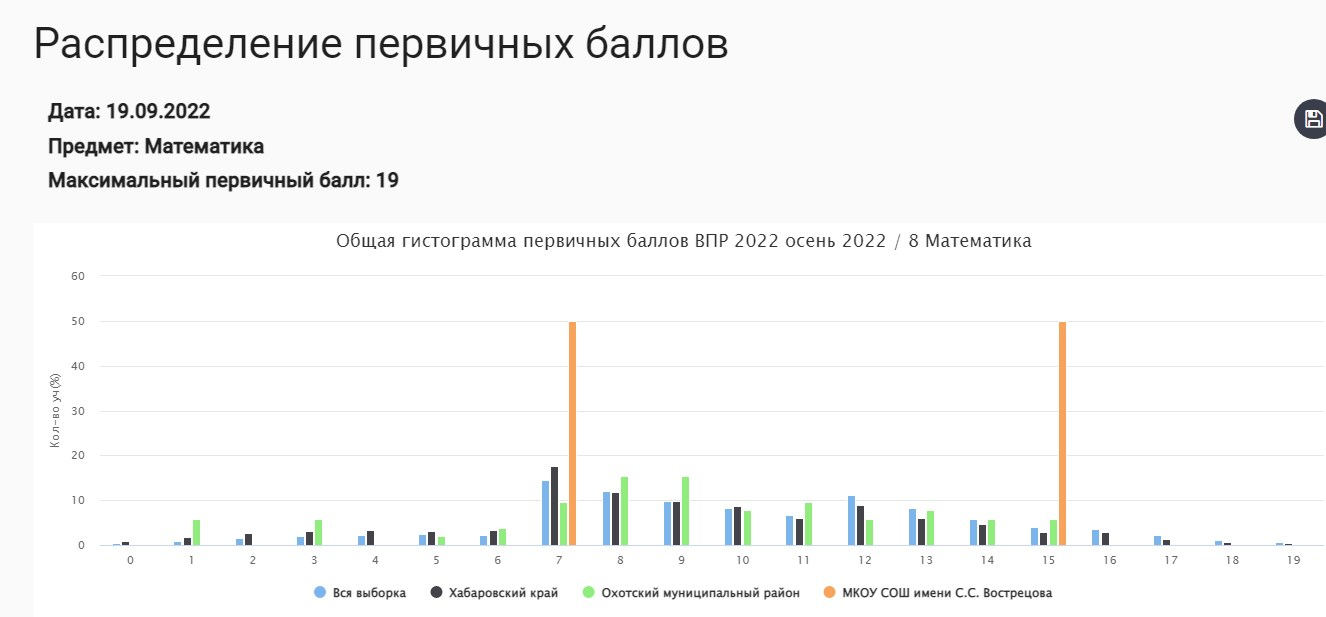 Распределение первичных баллов
Дата: 19.09.2022
Предмет: Математика
Максимальный первичный балл: 19
Общая гистограмма первичных баллов ВПР 2022 осень 2022 / 8 Математика
60
50
40
30
20
10
0
Кол-во уч(%)
0 1 2 3 4 5 6 7 8 9 10 11 12 13 14 15 16 17 18 19
Вся выборка Хабаровский край Охотский муниципальный район МКОУ СОШ имени С.С. Вострецова